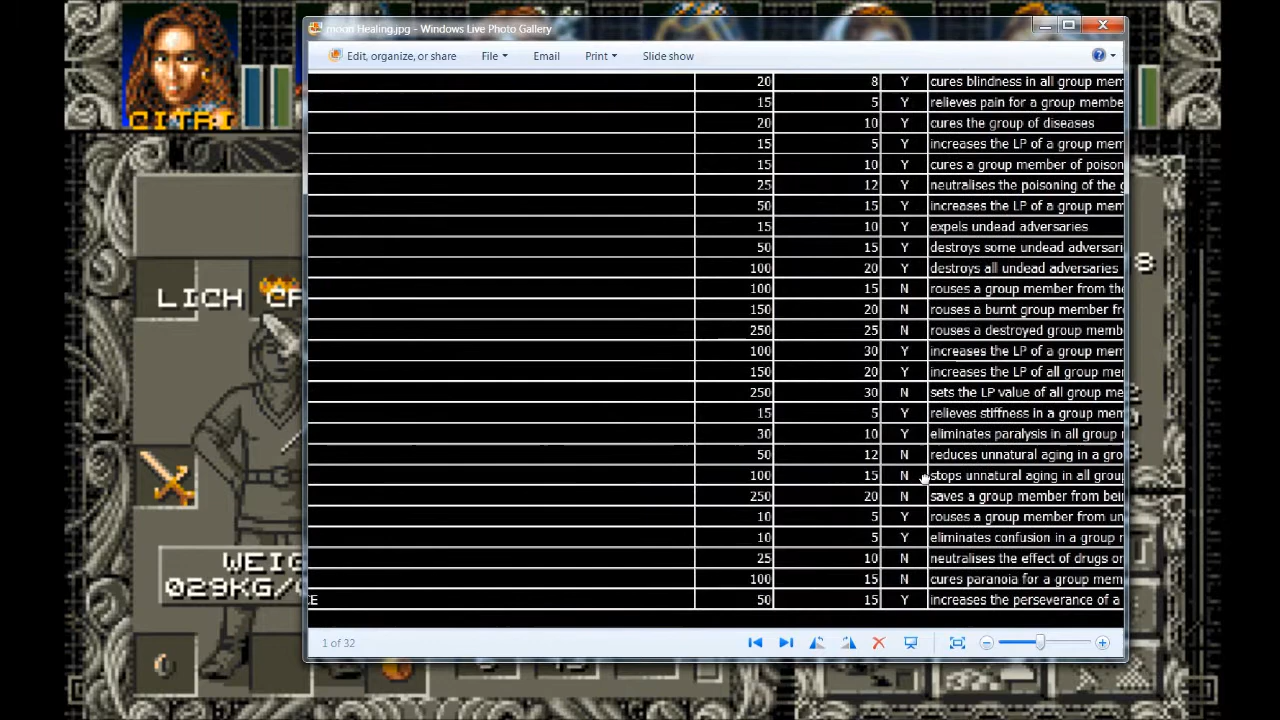 moon Healing.jpg - Windows Live Photo Gallery
Edit, organize, or share File Email Print Slide show
20 8 Y cures blindness in all group mem
15 5 Y relieves pain for a group membe
20 10 Y cures the group of diseases
15 5 Y increases the LP of a group mem
15 10 Y cures a group member of poison
25 12 Y neutralises the poisoning of the g
50 15 Y increases the LP of a group mem
15 10 Y expels undead adversaries
50 15 Y destroys some undead adversari
100 20 Y destroys all undead adversaries
100 15 N rouses a group member from the
150 20 N rouses a burnt group member fr
250 25 N rouses a destroyed group memb
100 30 Y increases the LP of a group mem
150 20 Y increases the LP of all group me
250 30 N sets the LP value of all group me
15 5 Y relieves stiffness in a group mem
30 10 Y eliminates paralysis in all group
50 12 N reduces unnatural aging in a gro
100 15 N stops unnatural aging in all grou
250 20 N saves a group member from bei
10 5 Y rouses a group member from un
10 5 Y eliminates confusion in a group
25 10 N neutralises the effect of drugs or
100 15 N cures paranoia for a group mem
CE 50 15 Y increases the perseverance of a
1 of 32
CITAI
LICH
WEIG
029KG/